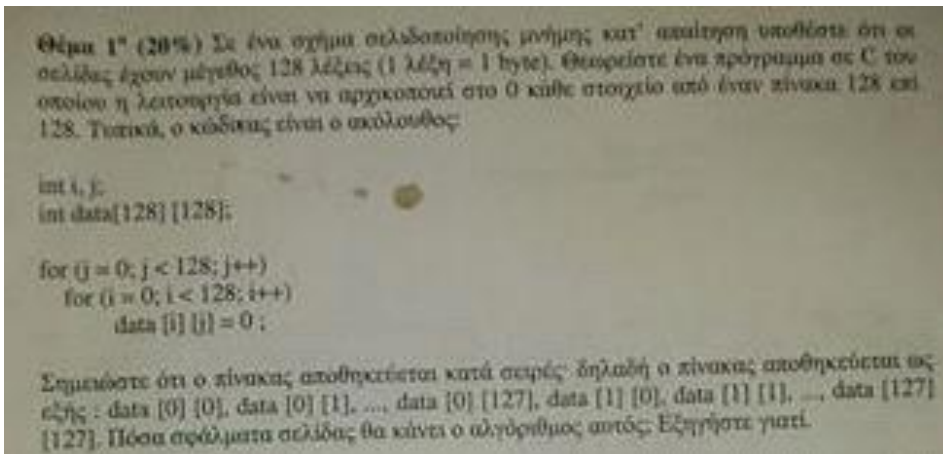 Θέμα 1º (20%) Σε ένα σχήμα σελιδοποίησης μνήμης κατ' απαίτηση υποθέστε ότι οι
σελίδες έχουν μέγεθος 128 λέξεις (1 λέξη = 1 byte). Θεωρείστε ένα πρόγραμμα σε C του
οποίου η λειτουργία είναι να αρχικοποιεί στο 0 κάθε στοιχείο από έναν πίνακα 128 επί
128. Τυπικά, ο κώδικας είναι ο ακόλουθος:
int i, j;
int data[128] [128];
for (j = 0; j < 128; j++)
for (i = 0; i < 128; i++)
data [i] [j] = 0 ;
Σημειώστε ότι ο πίνακας αποθηκεύεται κατά σειρές· δηλαδή ο πίνακας αποθηκεύεται ως
εξής : data [0] [0], data [0] [1], ..., data [0] [127], data [1] [0], data [1] [1], ..., data [127]
[127]. Πόσα σφάλματα σελίδας θα κάνει ο αλγόριθμος αυτός; Εξηγήστε γιατί.